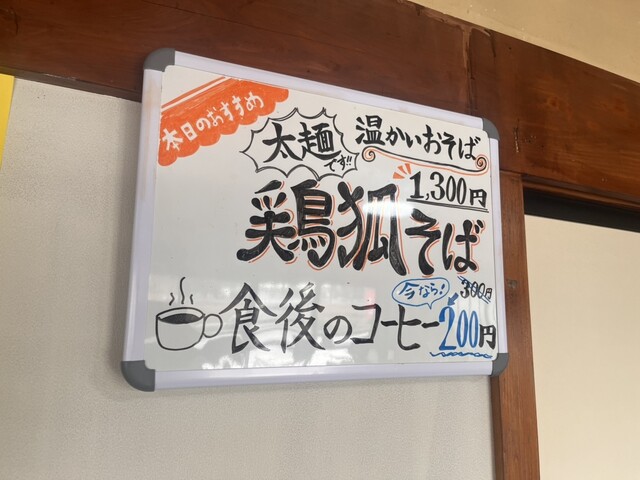 本日のおすすめ
太麺です!!
温かいおそば
1,300円
鶏狐そば
今なら!
300円
食後のコーヒー200円